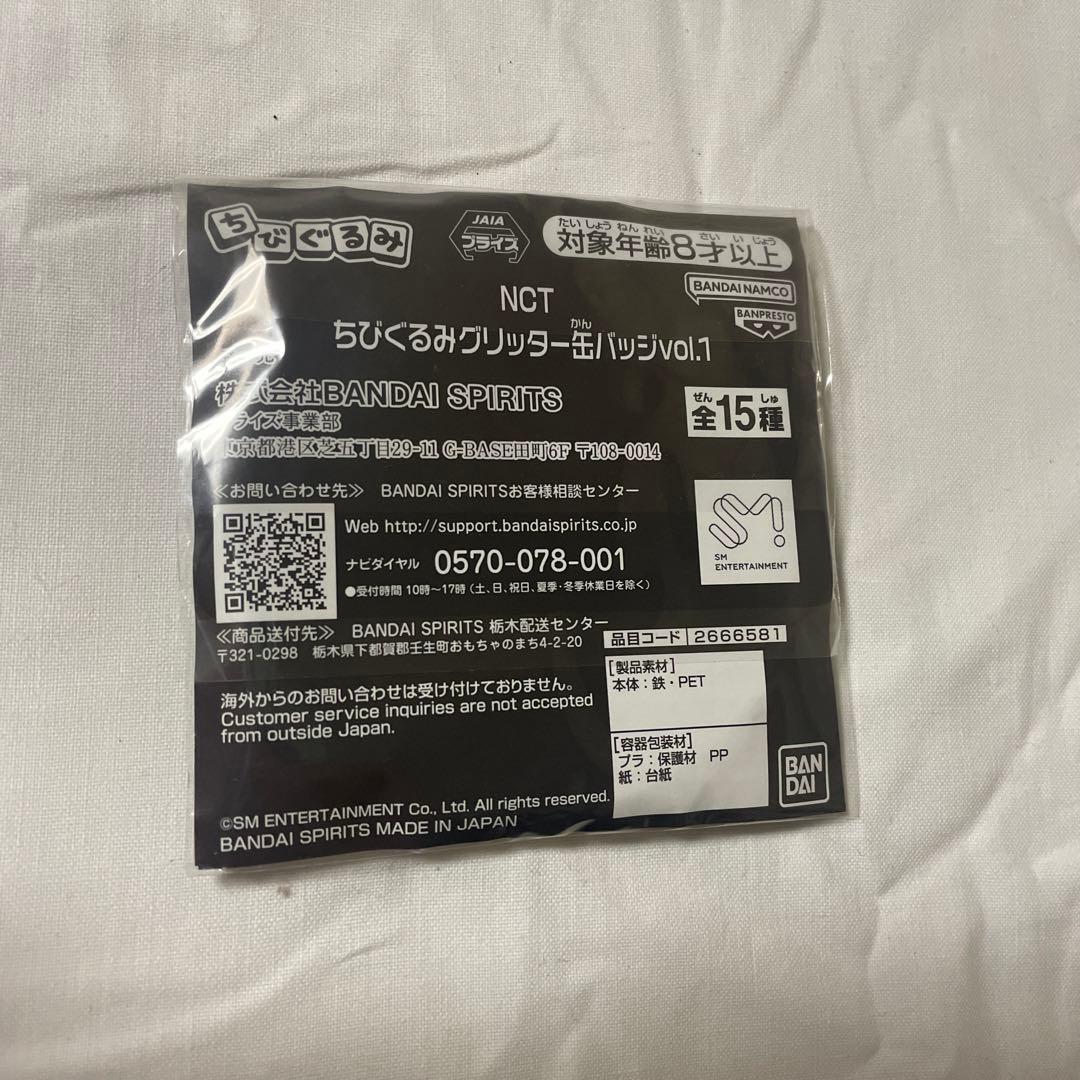 ちびぐるみ
JAIA
プライズ
たいしょうねんれい さいいじょう
対象年齢8才以上
BANDAI NAMCO
BANPRESTO
NCT
かん
ちびぐるみグリッター缶バッジvol.1
株式会社BANDAI SPIRITS
ライズ事業部
東京都港区芝五丁目29-11 G-BASE田町6F 〒108-0014
ぜん しゅ
全15種
≪お問い合わせ先≫ BANDAI SPIRITSお客様相談センター
Web http://support.bandaispirits.co.jp
ナビダイヤル 0570-078-001
●受付時間 10時～17時（土、日、祝日、夏季・冬季休業日を除く）
SM
SM
ENTERTAINMENT
≪商品送付先≫ BANDAI SPIRITS 栃木配送センター
〒321-0298 栃木県下都賀郡壬生町おもちゃのまち4-2-20
品目コード 2666581
[製品素材]
本体：鉄・PET
[容器包装材]
プラ：保護材 PP
紙：台紙
海外からのお問い合わせは受け付けておりません。
Customer service inquiries are not accepted
from outside Japan.
BAN
DAI
©SM ENTERTAINMENT Co., Ltd. All rights reserved.
BANDAI SPIRITS MADE IN JAPAN